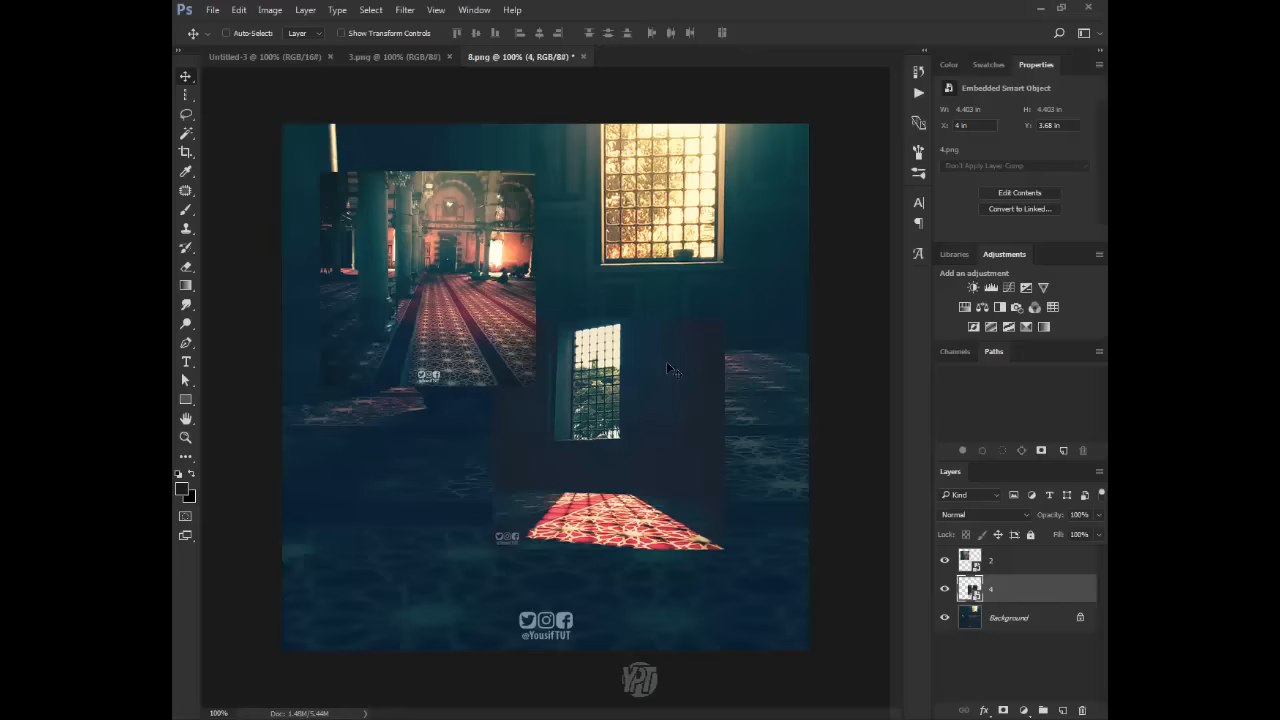 Ps File Edit Image Layer Type Select Filter View Window Help
Auto-Select: Layer Show Transform Controls
Untitled-3 @ 100% (RGB/16#) × 3.png @ 100% (RGB/8#) × 8.png @ 100% (4, RGB/8#) * ×
Color Swatches Properties
Embedded Smart Object
W: 4.403 in H: 4.403 in
X: 4 in Y: 3.68 in
4.png
Don't Apply Layer Comp
Edit Contents
Convert to Linked...
Libraries Adjustments
Add an adjustment
Channels Paths
Layers
Kind
Normal Opacity: 100%
Lock: Fill: 100%
2
4
Background
@YousifTUT
YPT
100% Doc: 1.48M/5.44M